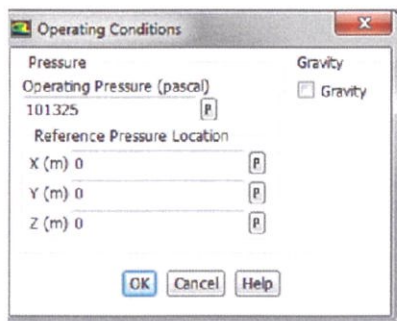 Operating Conditions
Pressure
Gravity
Operating Pressure (pascal)
Gravity
101325 P
Reference Pressure Location
X (m) 0 P
Y (m) 0 P
Z (m) 0 P
OK Cancel Help